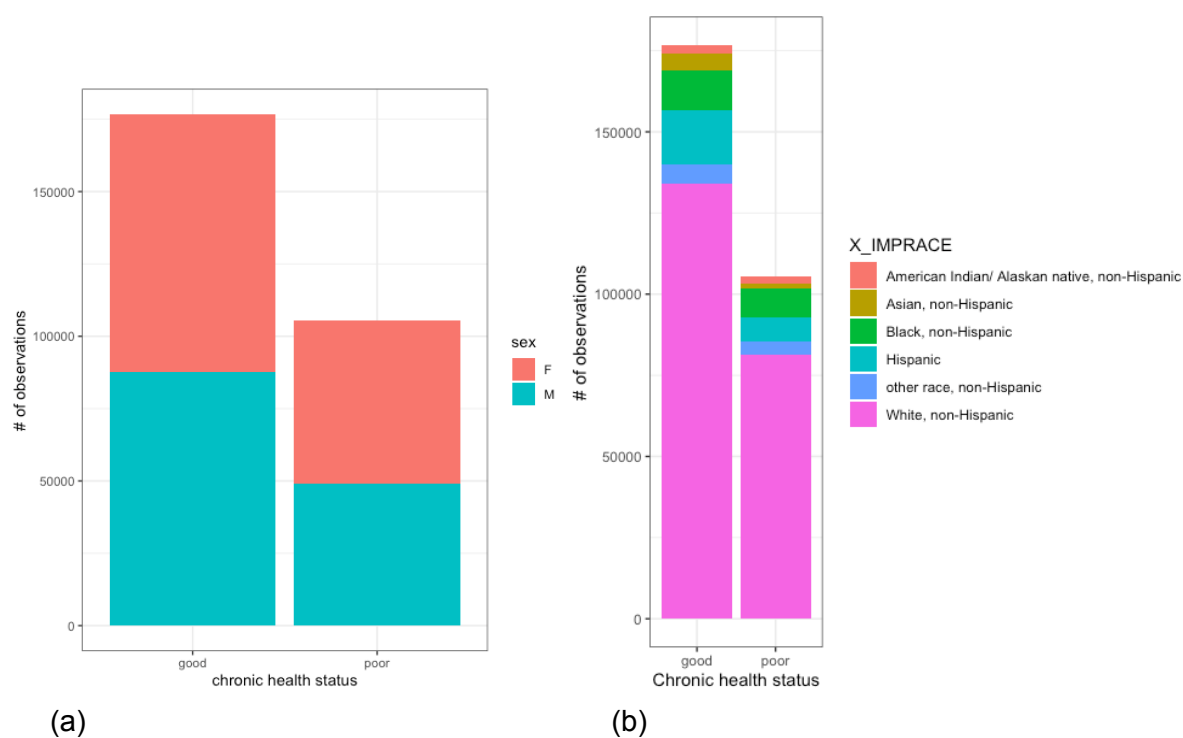 # of observations
150000
100000
50000
0
good
poor
chronic health status
sex
F
M
(a)
# of observations
150000
100000
50000
0
good
poor
Chronic health status
X_IMPRACE
American Indian/ Alaskan native, non-Hispanic
Asian, non-Hispanic
Black, non-Hispanic
Hispanic
other race, non-Hispanic
White, non-Hispanic
(b)